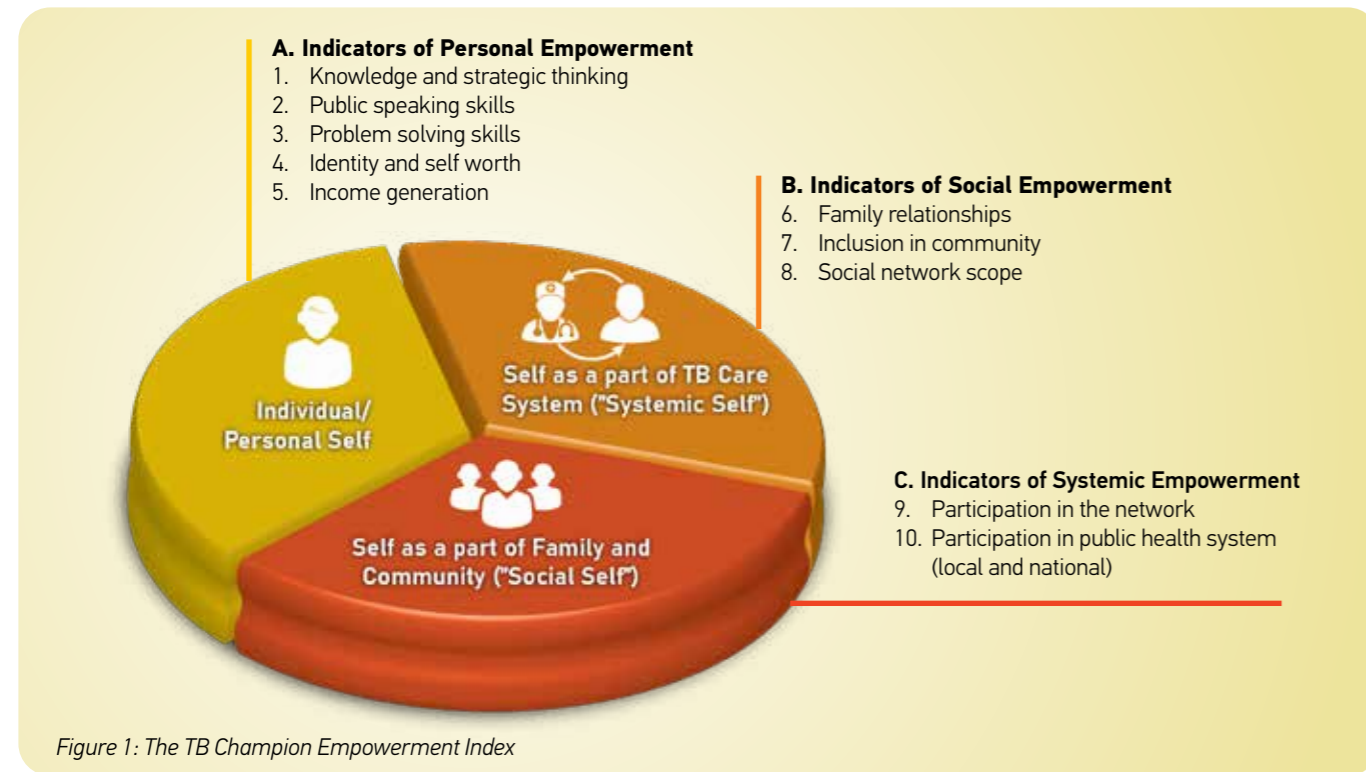 A. Indicators of Personal Empowerment
1. Knowledge and strategic thinking
2. Public speaking skills
3. Problem solving skills
4. Identity and self worth
5. Income generation
B. Indicators of Social Empowerment
6. Family relationships
7. Inclusion in community
8. Social network scope
Self as a part of TB Care
System ("Systemic Self")
Individual/
Personal Self
C. Indicators of Systemic Empowerment
9. Participation in the network
10. Participation in public health system
(local and national)
Self as a part of Family and
Community ("Social Self")
Figure 1: The TB Champion Empowerment Index